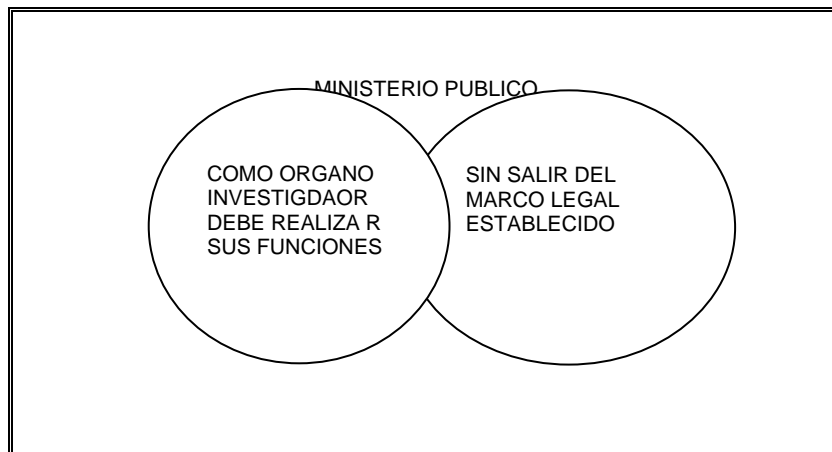 MINISTERIO PUBLICO
COMO ORGANO
INVESTIGDAOR
DEBE REALIZA R
SUS FUNCIONES
SIN SALIR DEL
MARCO LEGAL
ESTABLECIDO